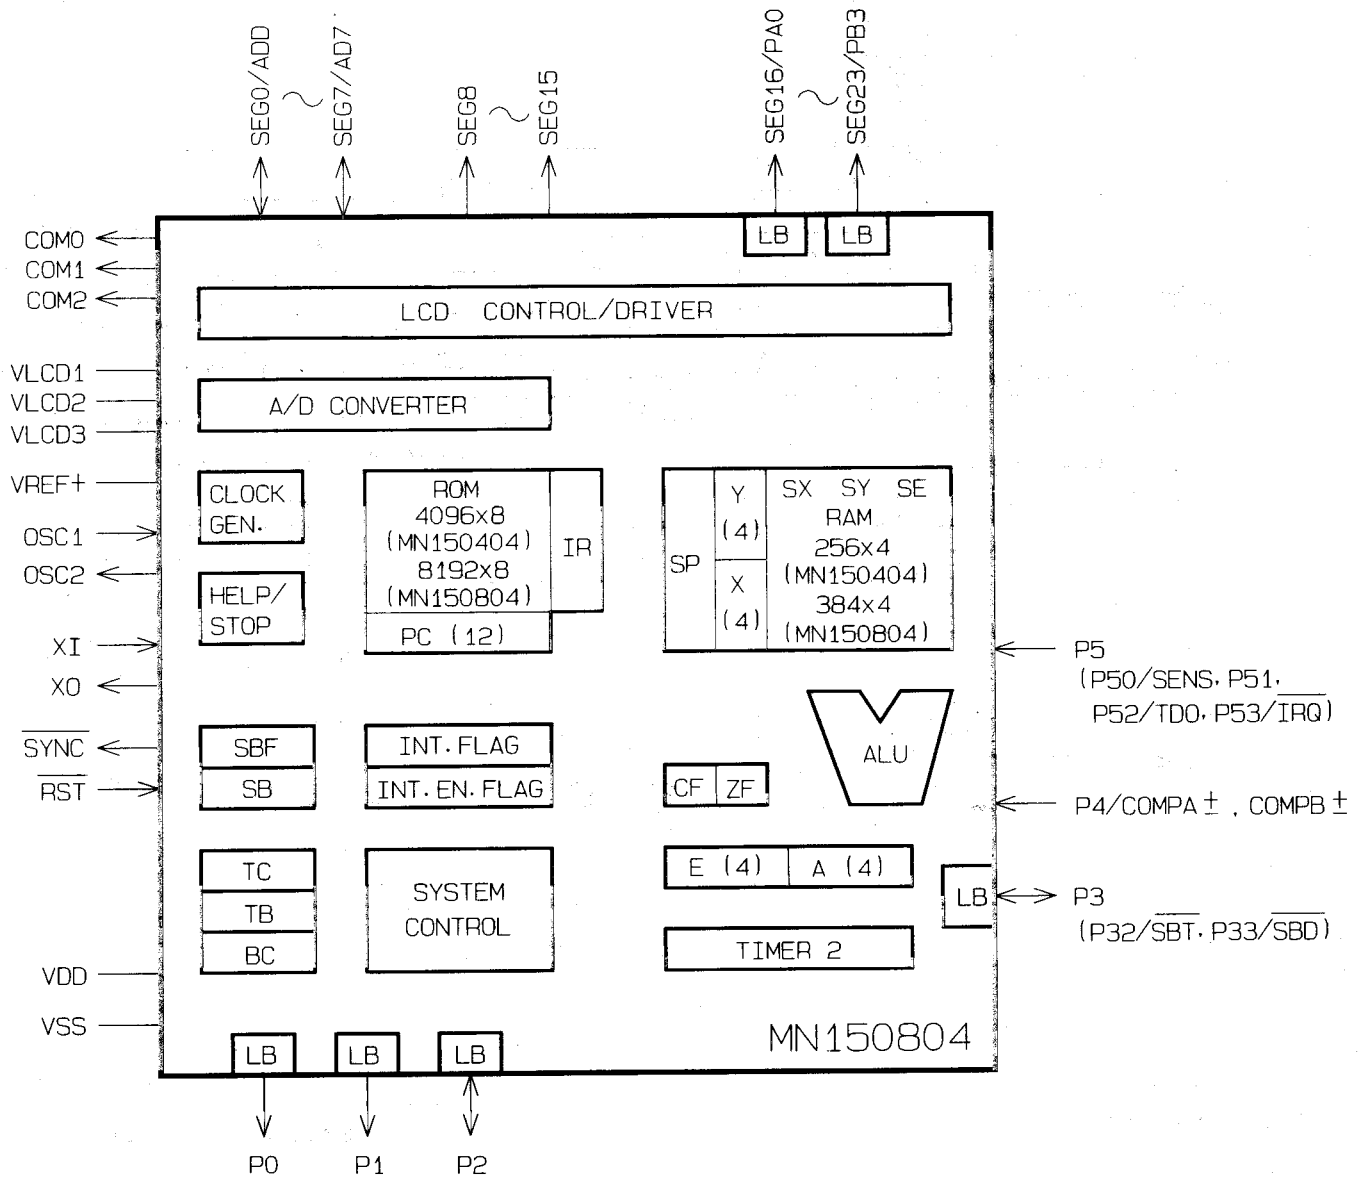 SEG0/ADD
SEG7/AD7
SEG8
SEG15
SEG16/PA0
SEG23/PB3
COM0
COM1
COM2
LB
LB
LCD CONTROL/DRIVER
VLCD1
VLCD2
VLCD3
A/D CONVERTER
VREF+
OSC1
OSC2
CLOCK
GEN.
HELP/
STOP
ROM
4096x8
(MN150404)
8192x8
(MN150804)
IR
PC (12)
SP
Y
(4)
X
(4)
SX SY SE
RAM
256x4
(MN150404)
384x4
(MN150804)
XI
XO
P5
(P50/SENS, P51,
P52/TDO, P53/IRQ)
SYNC
RST
SBF
SB
INT.FLAG
INT.EN.FLAG
CF
ZF
ALU
P4/COMPA±, COMPB±
TC
TB
BC
SYSTEM
CONTROL
E (4)
A (4)
TIMER 2
LB
P3
(P32/SBT, P33/SBD)
VDD
VSS
LB
LB
LB
MN150804
P0
P1
P2